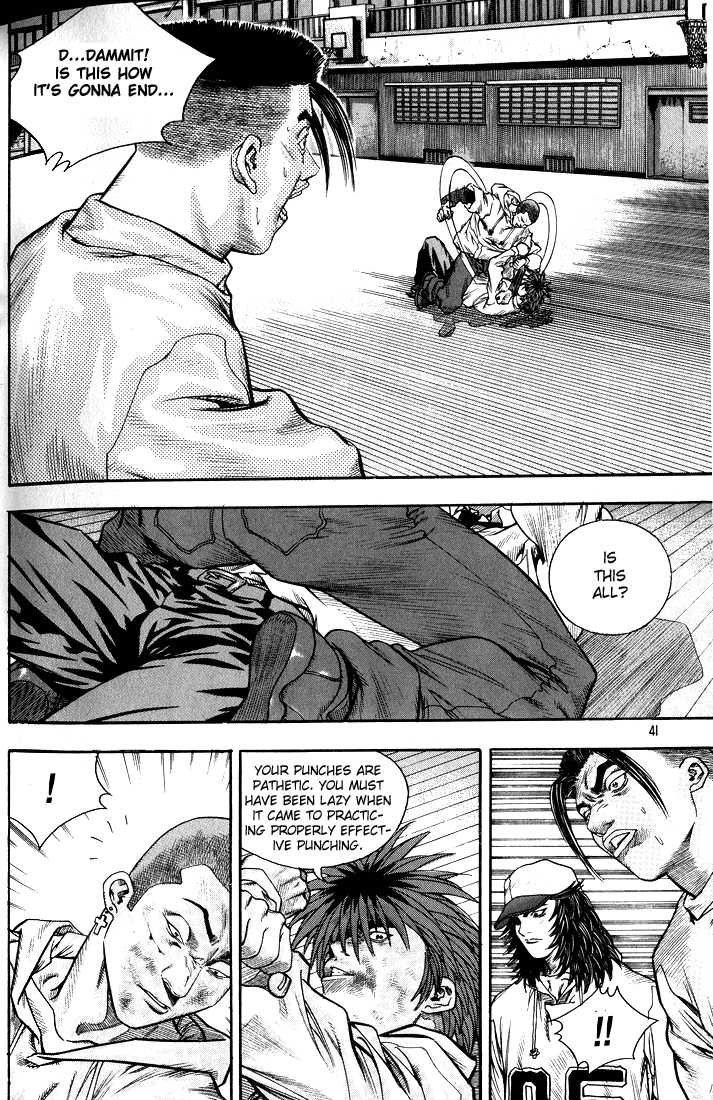 D...DAMMIT!
IS THIS HOW
IT'S GONNA END...
IS
THIS
ALL?
41
!
YOUR PUNCHES ARE
PATHETIC. YOU MUST
HAVE BEEN LAZY WHEN
IT CAME TO PRACTIC-
ING PROPERLY EFFECT-
IVE PUNCHING.
!!